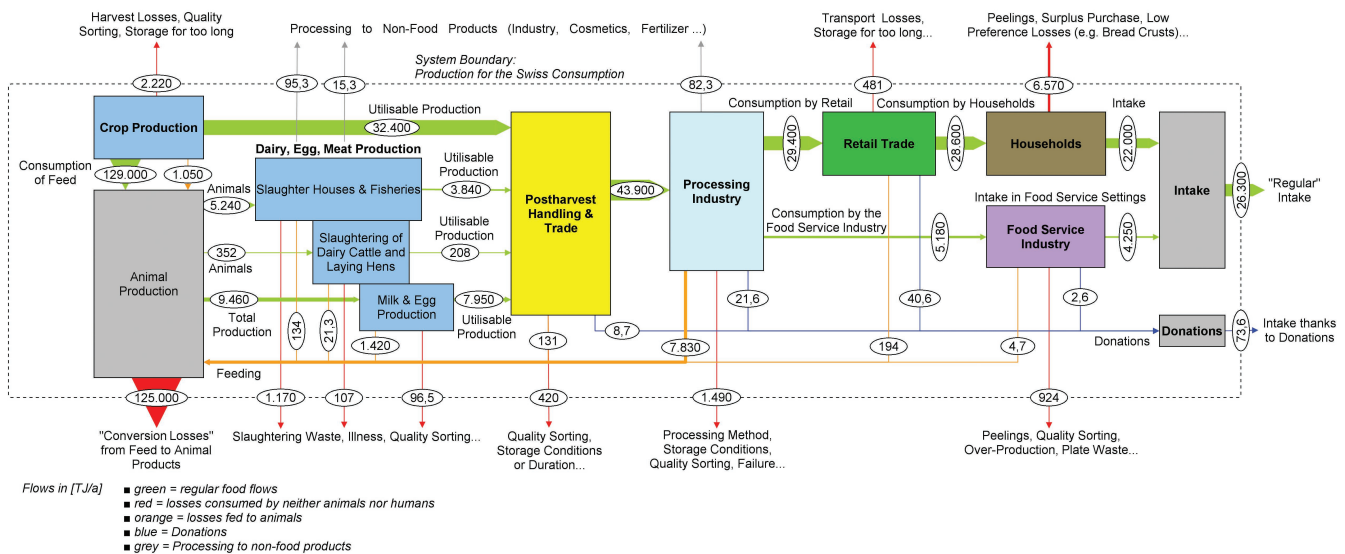 Harvest Losses, Quality
Sorting, Storage for too long
Processing to Non-Food Products (Industry, Cosmetics, Fertilizer ...)
Transport Losses,
Storage for too long...
Peelings, Surplus Purchase, Low
Preference Losses (e.g. Bread Crusts)...
System Boundary:
Production for the Swiss Consumption
2.220
95,3
15,3
82,3
481
6.570
Crop Production
Utilisable Production
32.400
Consumption by Retail
29.400
Retail Trade
Consumption by Households
28.600
Households
Intake
22.000
Consumption
of Feed
129.000
1.050
Dairy, Egg, Meat Production
Animals
5.240
Slaughter Houses & Fisheries
Utilisable
Production
3.840
Postharvest
Handling &
Trade
43.900
Processing
Industry
Intake
26.300
"Regular"
Intake
Animal
Production
352
Animals
Slaughtering of
Dairy Cattle and
Laying Hens
Utilisable
Production
208
Consumption by the
Food Service Industry
5.180
Intake in Food Service Settings
Food Service
Industry
4.250
9.460
Total
Production
Milk & Egg
Production
7.950
Utilisable
Production
134
21,3
1.420
131
8,7
7.830
21,6
40,6
194
2,6
4,7
Donations
Donations
73,6
Intake thanks
to Donations
Feeding
125.000
1.170
107
96,5
420
1.490
924
"Conversion Losses"
from Feed to Animal
Products
Slaughtering Waste, Illness, Quality Sorting...
Quality Sorting,
Storage Conditions
or Duration...
Processing Method,
Storage Conditions,
Quality Sorting, Failure...
Peelings, Quality Sorting,
Over-Production, Plate Waste...
Flows in [TJ/a]
■ green = regular food flows
■ red = losses consumed by neither animals nor humans
■ orange = losses fed to animals
■ blue = Donations
■ grey = Processing to non-food products